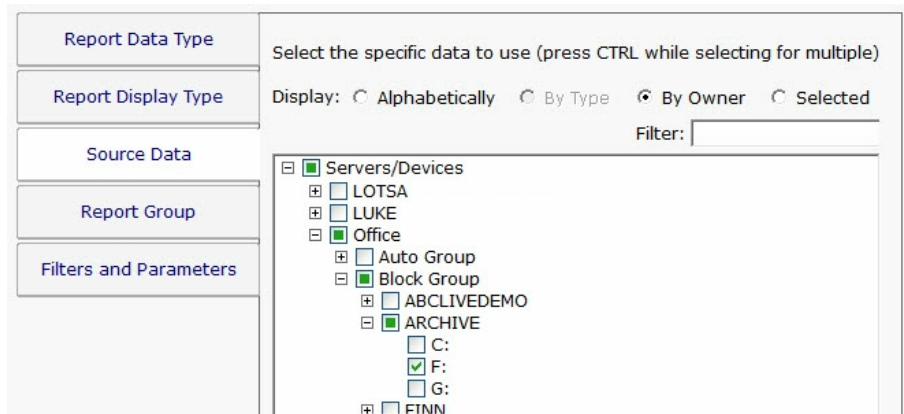 Report Data Type
Report Display Type
Source Data
Report Group
Filters and Parameters
Select the specific data to use (press CTRL while selecting for multiple)
Display: Alphabetically By Type By Owner Selected
Filter:
Servers/Devices
LOTSA
LUKE
Office
Auto Group
Block Group
ABCLIVEDEMO
ARCHIVE
C:
F:
G:
FINN